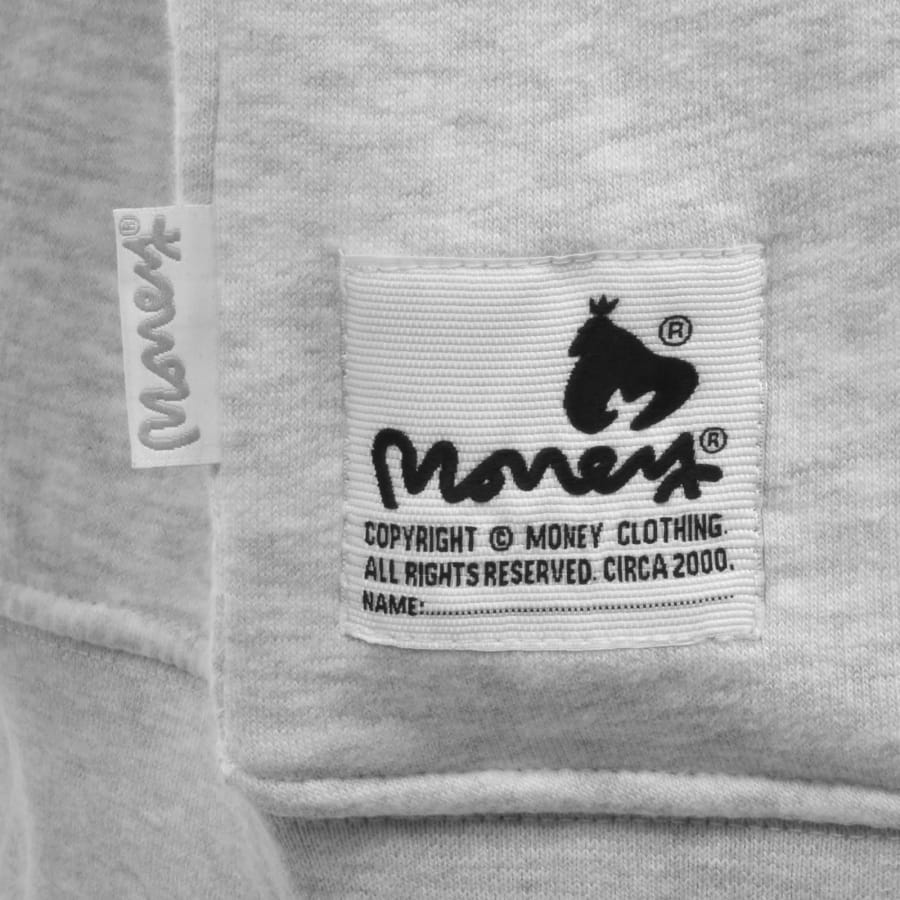 Money ®
®
Money ®
COPYRIGHT © MONEY CLOTHING.
ALL RIGHTS RESERVED. CIRCA 2000.
NAME:................................................